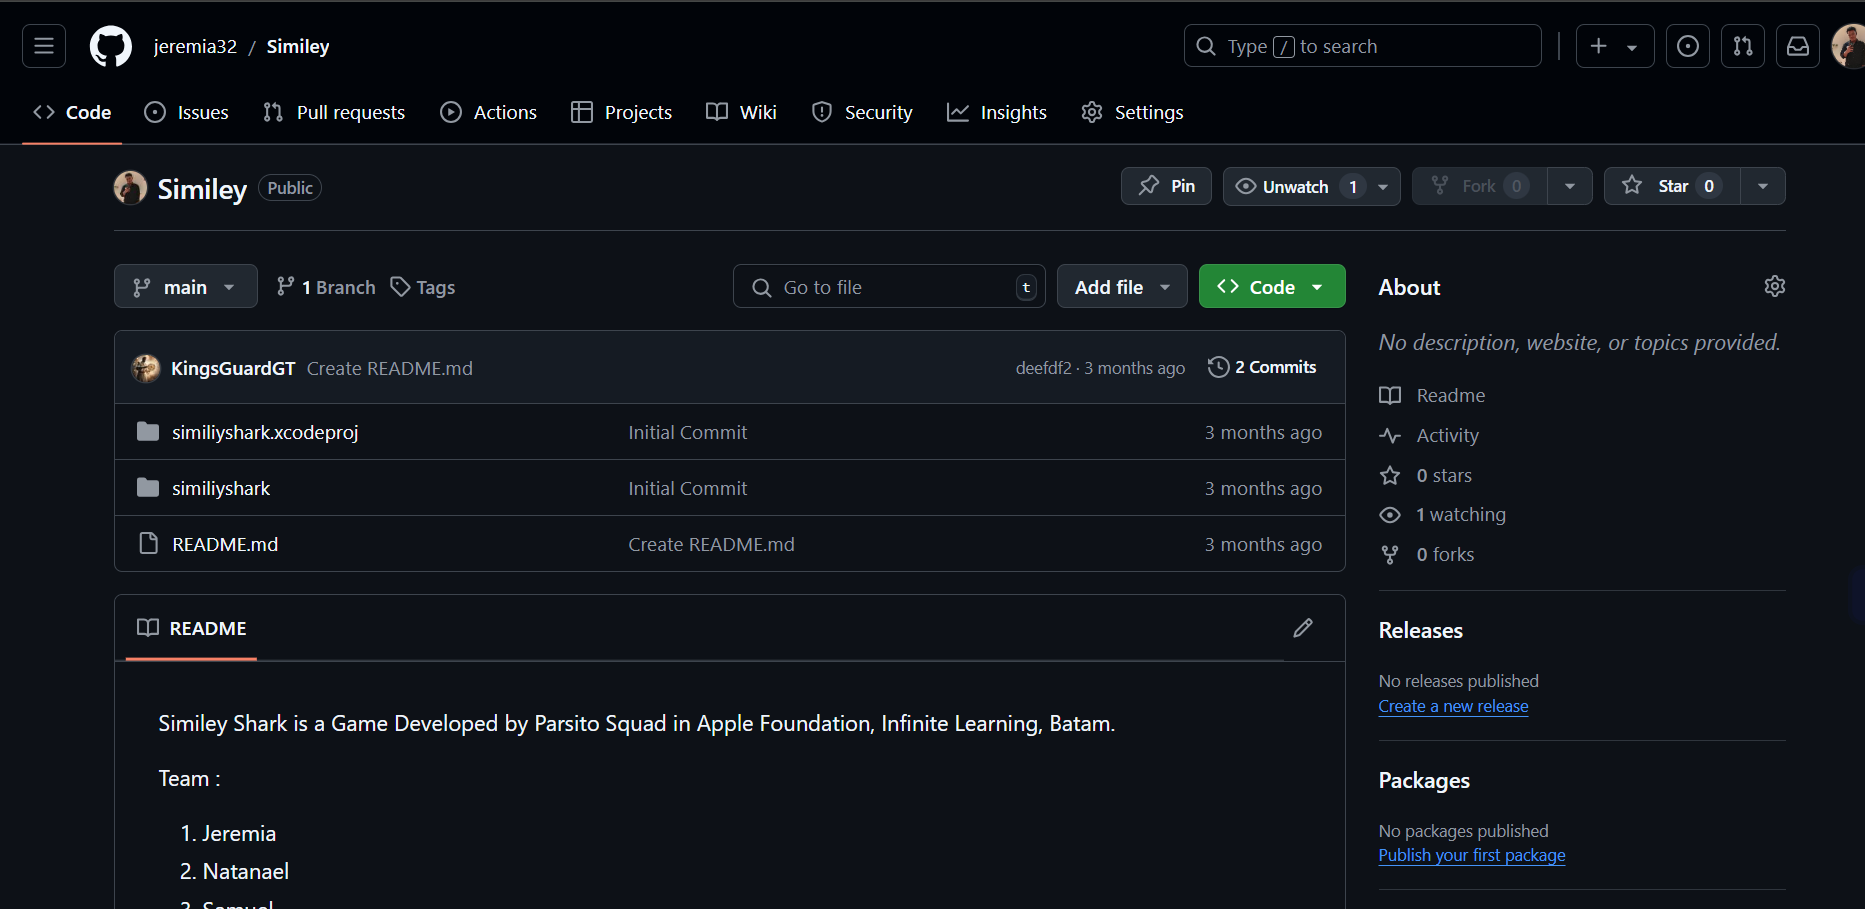 jeremia32 / Similey
Type / to search
Code Issues Pull requests Actions Projects Wiki Security Insights Settings
Similey Public
Pin Unwatch 1 Fork 0 Star 0
main 1 Branch Tags Go to file t Add file Code
KingsGuardGT Create README.md deefdf2 · 3 months ago 2 Commits
similiyshark.xcodeproj Initial Commit 3 months ago
similiyshark Initial Commit 3 months ago
README.md Create README.md 3 months ago
README
Similey Shark is a Game Developed by Parsito Squad in Apple Foundation, Infinite Learning, Batam.
Team :
1. Jeremia
2. Natanael
3. Samuel
About
No description, website, or topics provided.
Readme
Activity
0 stars
1 watching
0 forks
Releases
No releases published
Create a new release
Packages
No packages published
Publish your first package